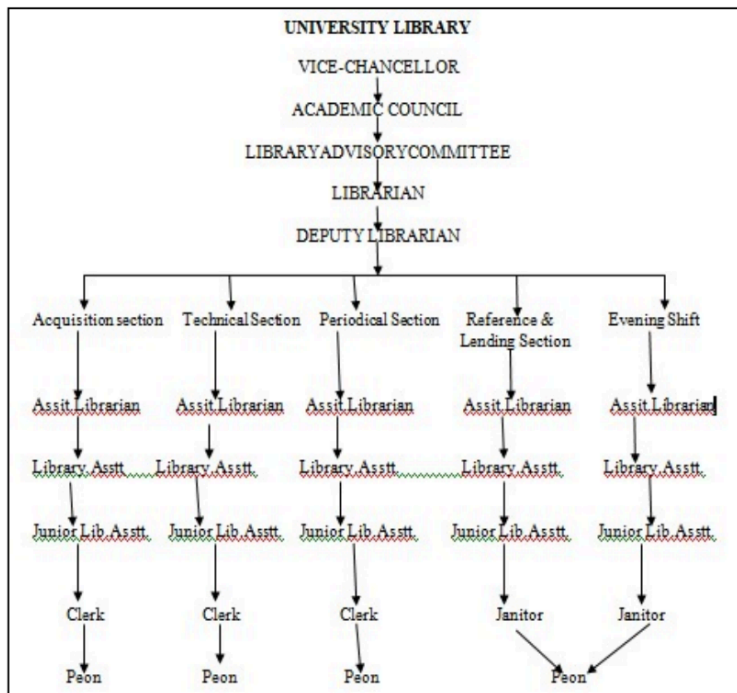 UNIVERSITY LIBRARY
VICE-CHANCELLOR
ACADEMIC COUNCIL
LIBRARYADVISORYCOMMITTEE
LIBRARIAN
DEPUTY LIBRARIAN
Acquisition section Technical Section Periodical Section Reference & Evening Shift
Lending Section
Assit.Librarian Assit.Librarian Assit.Librarian Assit.Librarian Assit.Librarian
Library Asstt Library Asstt. Library Asstt. Library Asstt. Library Asstt.
Junior Lib.Asstt. Junior Lib.Asstt. Junior Lib.Asstt. Junior Lib.Asstt. Junior Lib.Asstt.
Clerk Clerk Clerk Janitor Janitor
Peon Peon Peon Peon